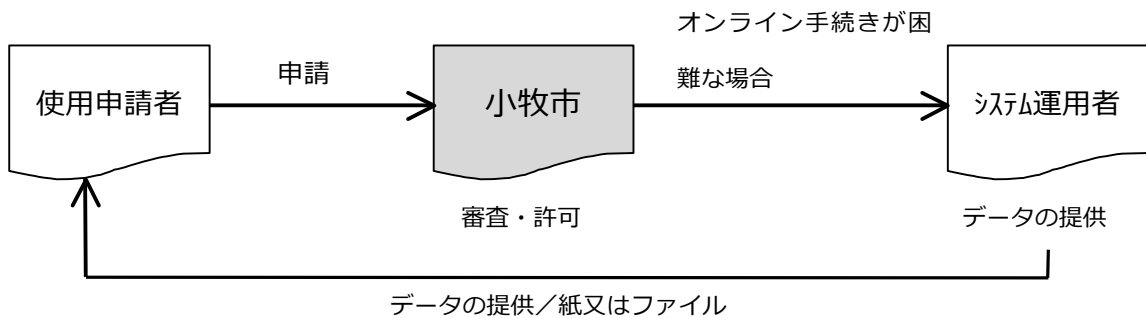 オンライン手続きが困
難な場合
申請
使用申請者
小牧市
ｼｽﾃﾑ運用者
審査・許可
データの提供
データの提供／紙又はファイル